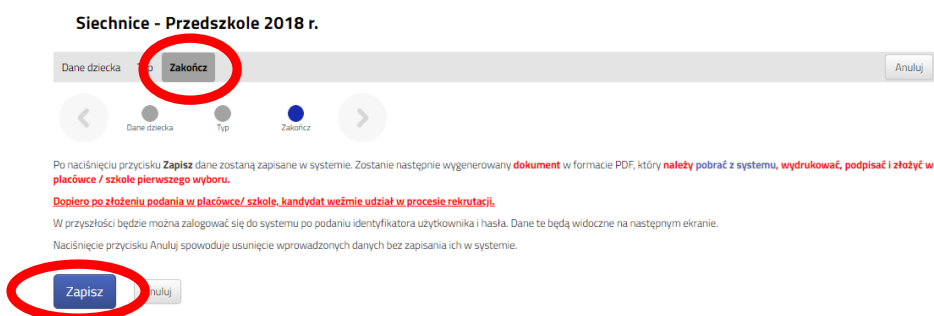 Siechnice - Przedszkole 2018 r.
Dane dziecka Zakończ Anuluj
Dane dziecka Typ Zakończ
Po naciśnięciu przycisku Zapisz dane zostaną zapisane w systemie. Zostanie następnie wygenerowany dokument w formacie PDF, który należy pobrać z systemu, wydrukować, podpisać i złożyć w
placówce / szkole pierwszego wyboru.
Dopiero po złożeniu podania w placówce/ szkole, kandydat weźmie udział w procesie rekrutacji.
W przyszłości będzie można zalogować się do systemu po podaniu identyfikatora użytkownika i hasła. Dane te będą widoczne na następnym ekranie.
Naciśnięcie przycisku Anuluj spowoduje usunięcie wprowadzonych danych bez zapisania ich w systemie.
Zapisz Anuluj